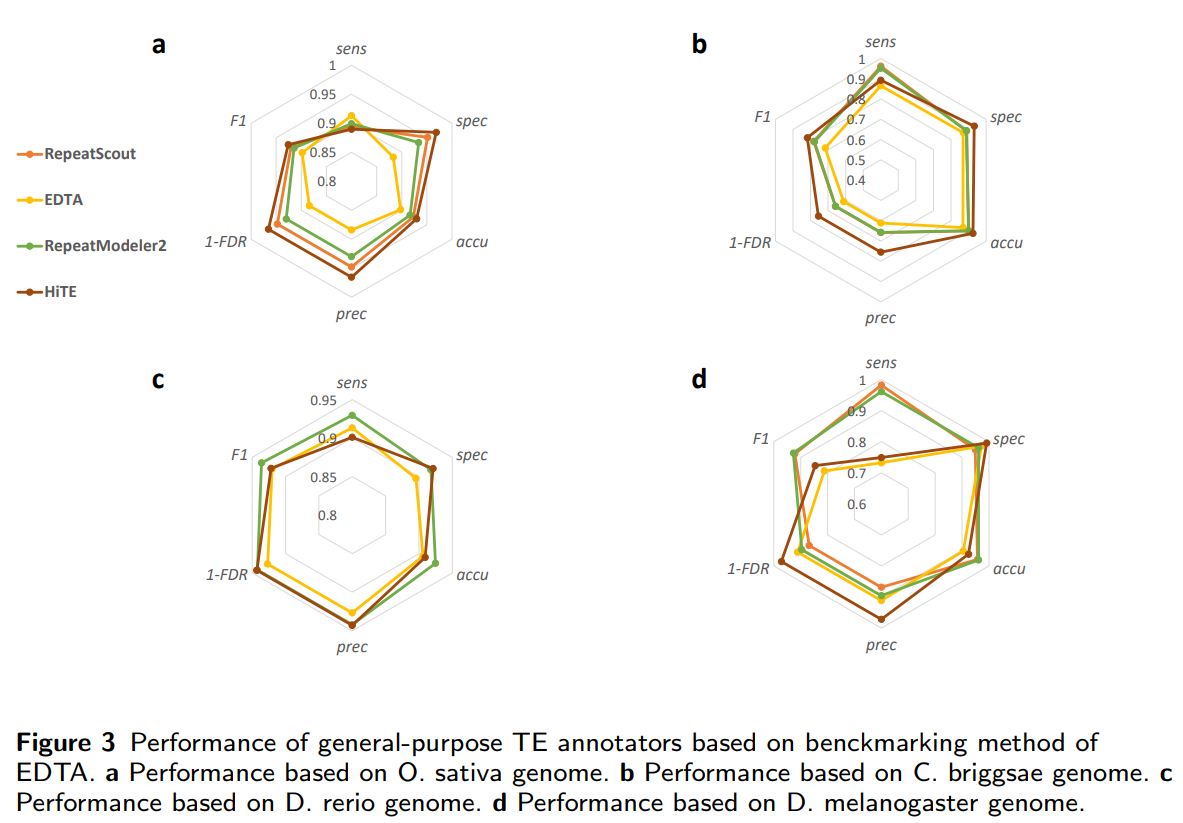 a
sens
1
0.95
0.9
0.85
0.8
F1
spec
1-FDR
accu
prec
RepeatScout
EDTA
RepeatModeler2
HiTE
b
sens
1
0.9
0.8
0.7
0.6
0.5
0.4
F1
spec
1-FDR
accu
prec
c
sens
0.95
0.9
0.85
0.8
F1
spec
1-FDR
accu
prec
d
sens
1
0.9
0.8
0.7
0.6
F1
spec
1-FDR
accu
prec
Figure 3 Performance of general-purpose TE annotators based on benckmarking method of
EDTA. a Performance based on O. sativa genome. b Performance based on C. briggsae genome. c
Performance based on D. rerio genome. d Performance based on D. melanogaster genome.